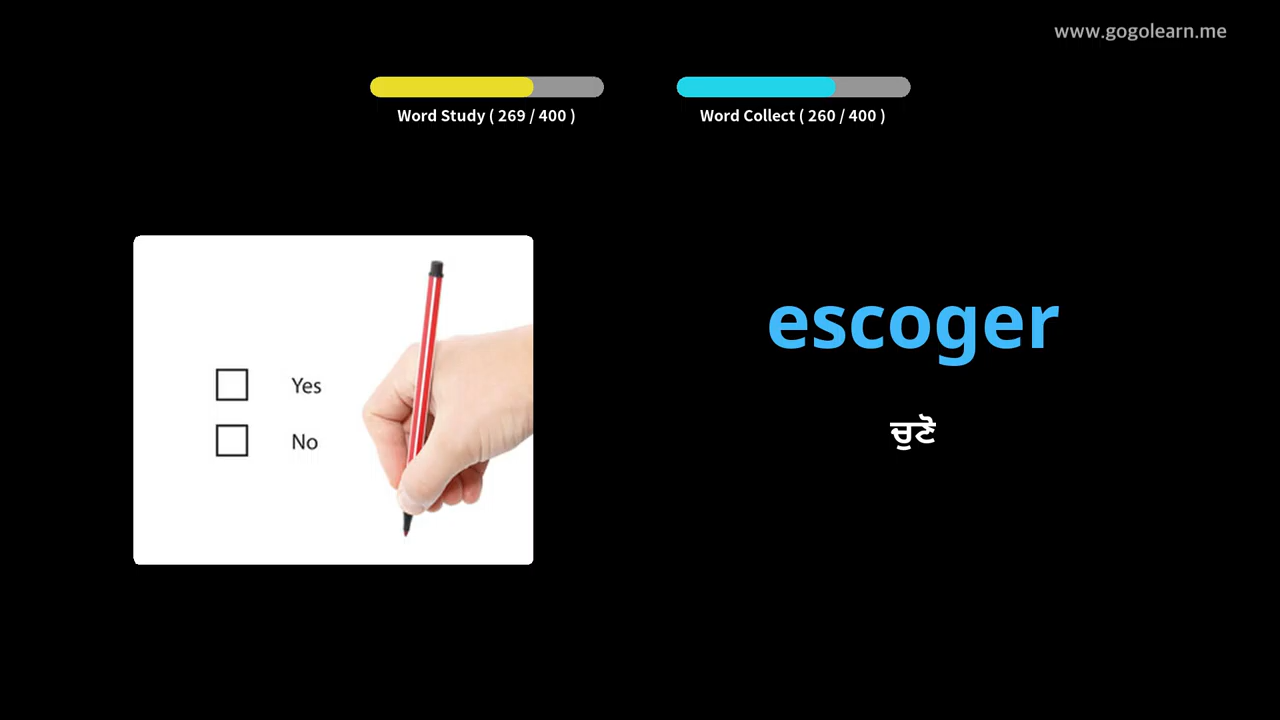 www.gogolearn.me
Word Study ( 269 / 400 )
Word Collect ( 260 / 400 )
Yes
No
escoger
ਚੁਣੋ